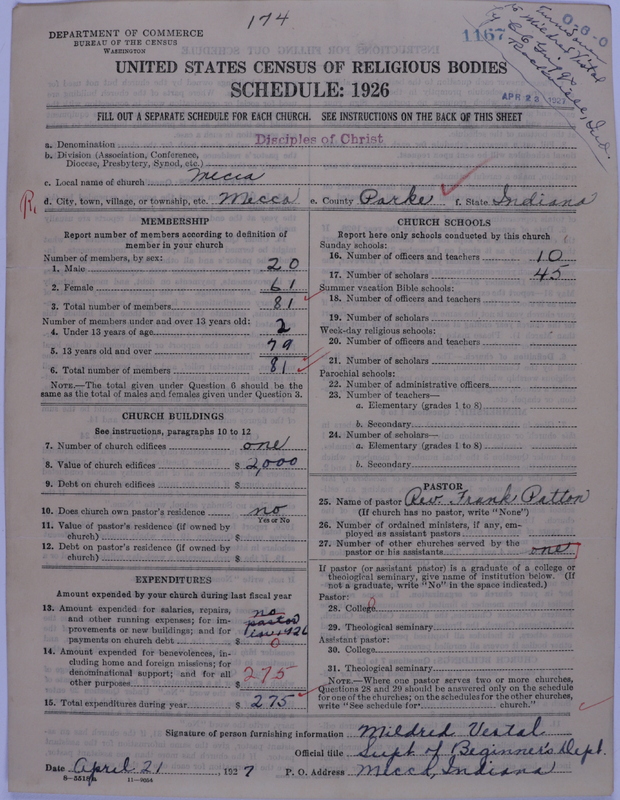 174
DEPARTMENT OF COMMERCE
BUREAU OF THE CENSUS
WASHINGTON
1167
0-6-0
to Mildred Vestal
Rockville, Ind.
APR 23 1927
UNITED STATES CENSUS OF RELIGIOUS BODIES
SCHEDULE: 1926
FILL OUT A SEPARATE SCHEDULE FOR EACH CHURCH. SEE INSTRUCTIONS ON THE BACK OF THIS SHEET
a. Denomination Disciples of Christ
b. Division (Association, Conference,
Diocese, Presbytery, Synod, etc.)
c. Local name of church Mecca
R. d. City, town, village, or township, etc. Mecca e. County Parke f. State Indiana
MEMBERSHIP
Report number of members according to definition of
member in your church
Number of members, by sex:
1. Male 20
2. Female 61
3. Total number of members 81
Number of members under and over 13 years old:
4. Under 13 years of age 2
5. 13 years old and over 79
6. Total number of members 81
NOTE.—The total given under Question 6 should be
same as the total of males and females given under Question 3.
CHURCH BUILDINGS
See instructions, paragraphs 10 to 12
7. Number of church edifices one
8. Value of church edifices $ 2,000
9. Debt on church edifices $
10. Does church own pastor's residence no
Yes or No
11. Value of pastor's residence (if owned by
church) $
12. Debt on pastor's residence (if owned by
church) $
EXPENDITURES
Amount expended by your church during last fiscal year
13. Amount expended for salaries, repairs,
and other running expenses; for im-
provements or new buildings; and for
payments on church debt $ no
pastor
0
14. Amount expended for benevolences, in-
cluding home and foreign missions; for
denominational support; and for all
other purposes $ 275
15. Total expenditures during year $ 275
CHURCH SCHOOLS
Report here only schools conducted by this church
Sunday schools:
16. Number of officers and teachers 10
17. Number of scholars 45
Summer vacation Bible schools:
18. Number of officers and teachers
19. Number of scholars
Week-day religious schools:
20. Number of officers and teachers
21. Number of scholars
Parochial schools:
22. Number of administrative officers
23. Number of teachers—
a. Elementary (grades 1 to 8)
b. Secondary
24. Number of scholars—
a. Elementary (grades 1 to 8)
b. Secondary
PASTOR
25. Name of pastor Rev. Frank Patton
(If church has no pastor, write "None")
26. Number of ordained ministers, if any, em-
ployed as assistant pastors
27. Number of other churches served by the
pastor or his assistants one
If pastor (or assistant pastor) is a graduate of a college or
theological seminary, give name of institution below. (If
not a graduate, write "No" in the space indicated.)
Pastor:
28. College
29. Theological seminary
Assistant pastor:
30. College
31. Theological seminary
NOTE.—Where one pastor serves two or more churches,
Questions 28 and 29 should be answered only on the schedule
for one of the churches; on the schedules for the other churches,
write "See schedule for church."
Signature of person furnishing information Mildred Vestal
Official title Supt of Beginner's Dept.
Date April 21, 1927 P. O. Address Mecca, Indiana
8-5518a 11-9054